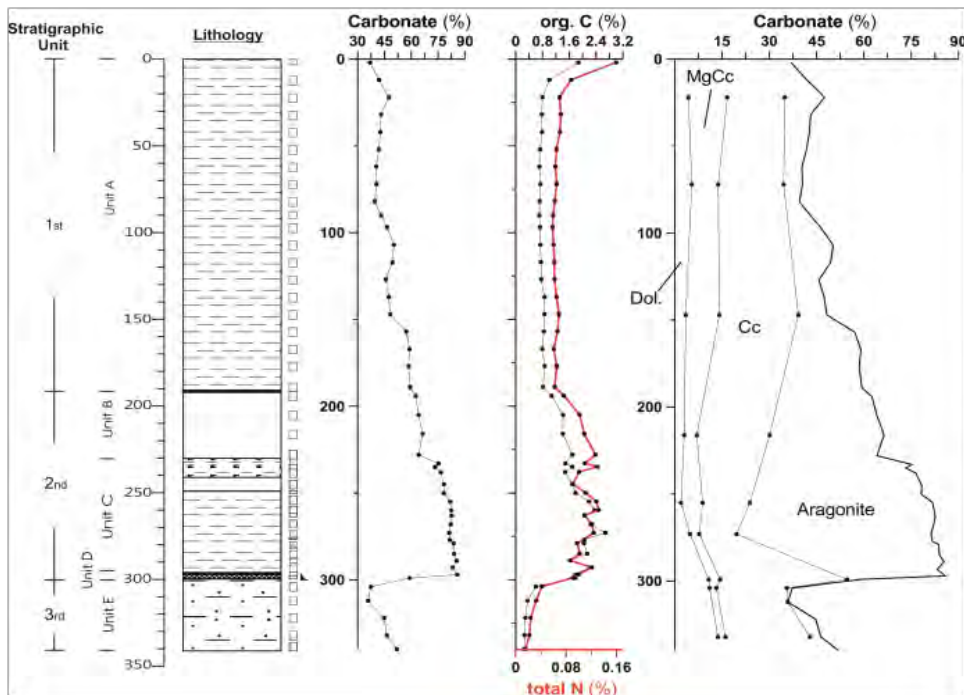 Stratigraphic
Unit
Lithology
Carbonate (%)
30 45 60 75 90
org. C (%)
0 0.8 1.6 2.4 3.2
Carbonate (%)
15 30 45 60 75 90
0
50
100
150
200
250
300
350
1st
2nd
3rd
Unit A
Unit B
Unit C
Unit D
Unit E
0
100
200
300
0
100
200
300
0 0.08 0.16
total N (%)
0
100
200
300
MgCc
Dol.
Cc
Aragonite